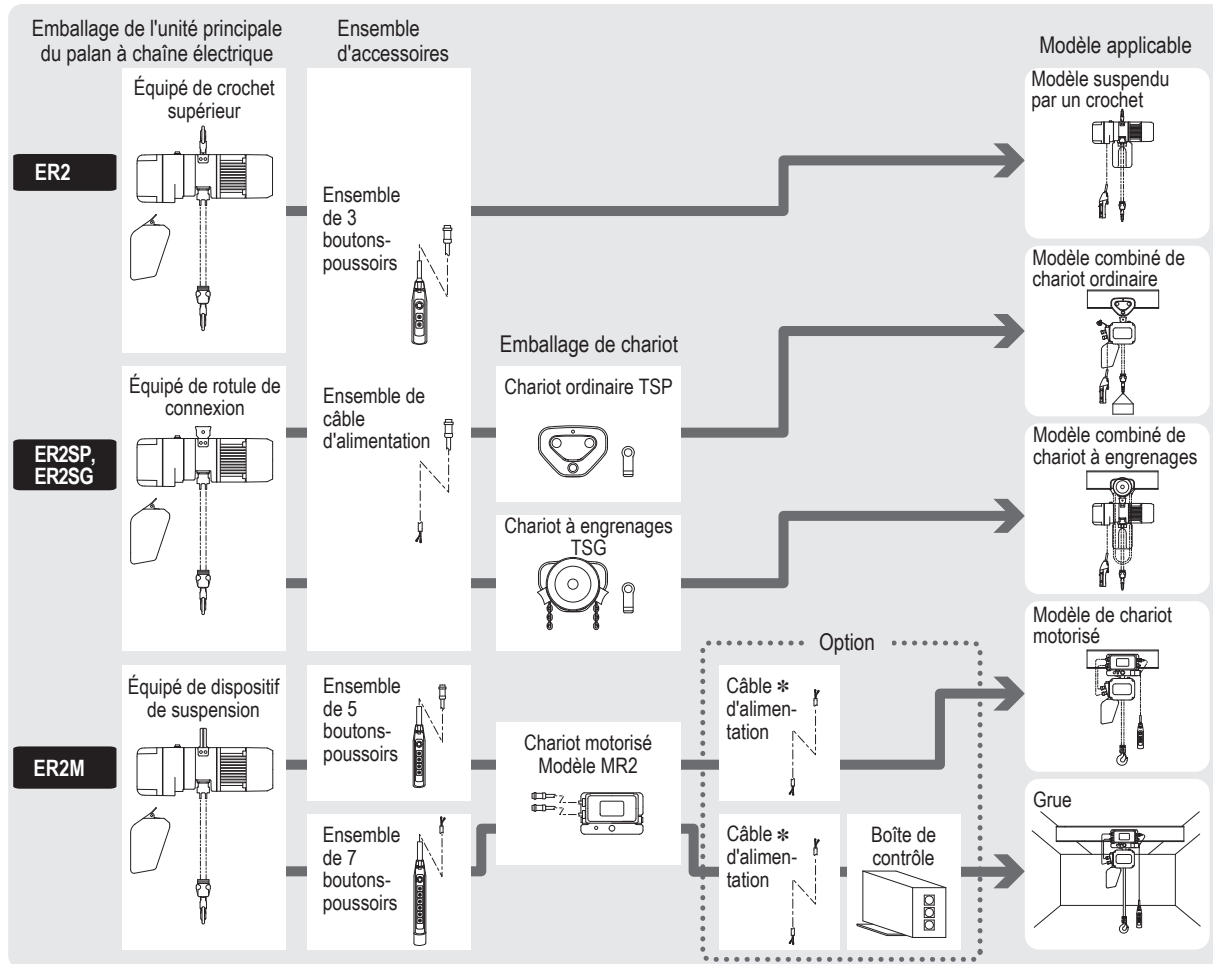 Emballage de l'unité principale
du palan à chaîne électrique
Ensemble
d'accessoires
Modèle applicable
ER2
Équipé de crochet
supérieur
Ensemble
de 3
boutons-
poussoirs
Modèle suspendu
par un crochet
Modèle combiné de
chariot ordinaire
ER2SP,
ER2SG
Équipé de rotule de
connexion
Ensemble de
câble
d'alimentation
Emballage de chariot
Chariot ordinaire TSP
Chariot à engrenages
TSG
Modèle combiné de
chariot à engrenages
ER2M
Équipé de dispositif
de suspension
Ensemble
de 5
boutons-
poussoirs
Ensemble
de 7
boutons-
poussoirs
Chariot motorisé
Modèle MR2
Option
Câble *
d'alimen-
tation
Câble *
d'alimen-
tation
Boîte de
contrôle
Modèle de chariot
motorisé
Grue